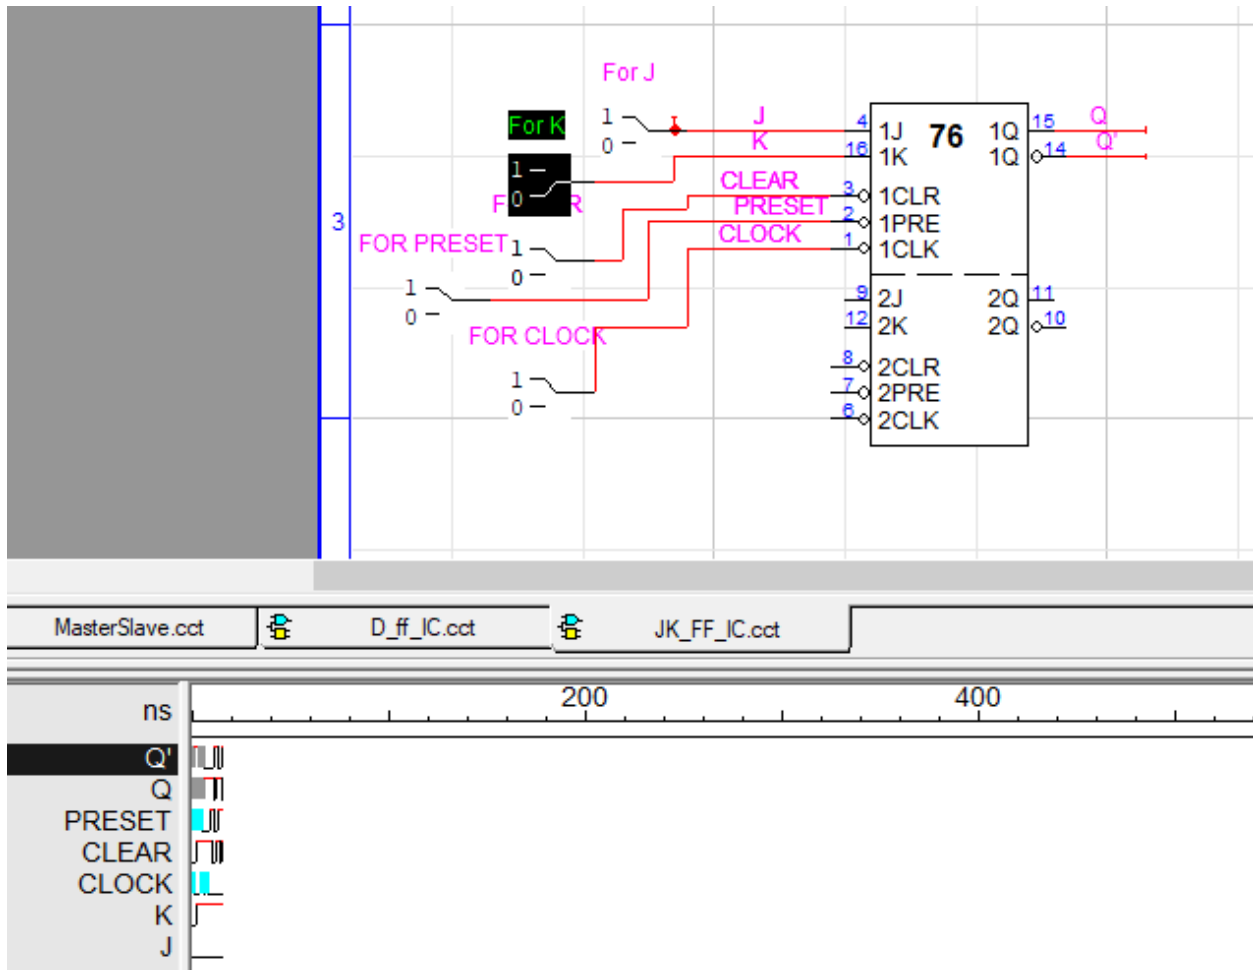 For J
For K
1
0
J
K
4
16
1J
1K
76
1Q
1Q
15
14
Q
Q'
1
0
F
R
CLEAR
PRESET
CLOCK
3
2
1
1CLR
1PRE
1CLK
3
FOR PRESET
1
0
1
0
9
12
2J
2K
2Q
2Q
11
10
FOR CLOCK
1
0
8
7
6
2CLR
2PRE
2CLK
MasterSlave.cct
D_ff_IC.cct
JK_FF_IC.cct
ns
200
400
Q'
Q
PRESET
CLEAR
CLOCK
K
J